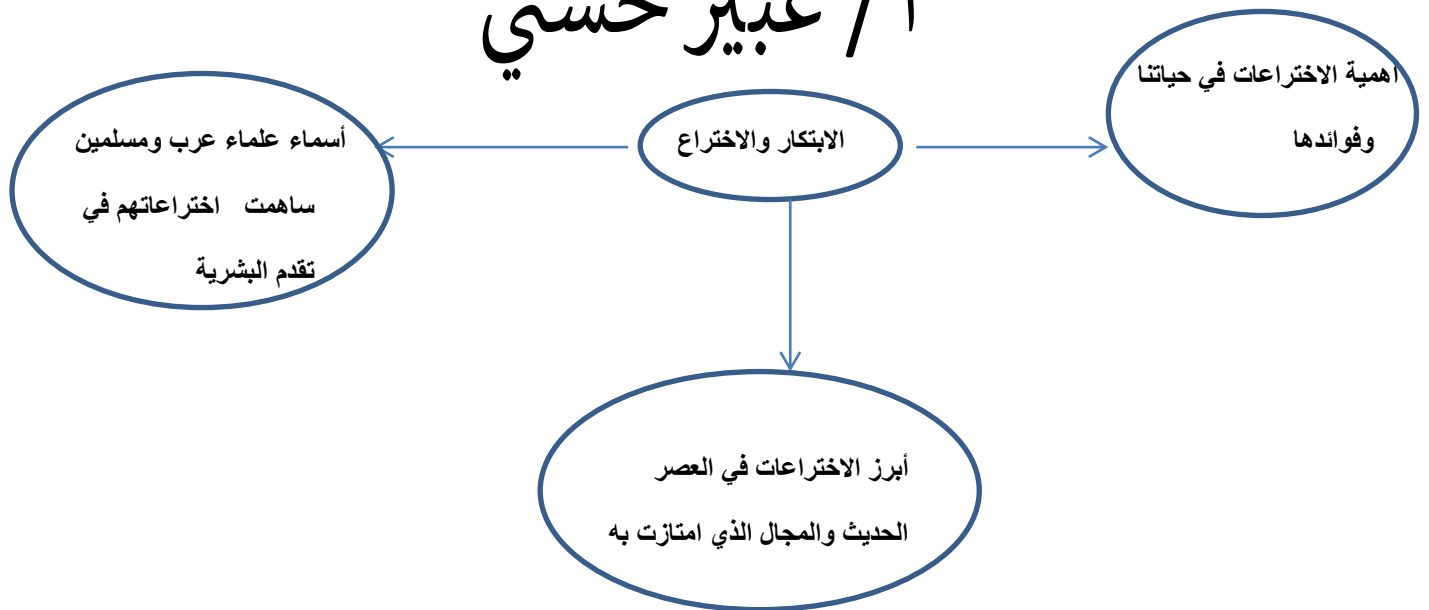 أ/ عبير حسني
اهمية الاختراعات في حياتنا
وفوائدها
الابتكار والاختراع
أسماء علماء عرب ومسلمين
ساهمت اختراعاتهم في
تقدم البشرية
أبرز الاختراعات في العصر
الحديث والمجال الذي امتازت به